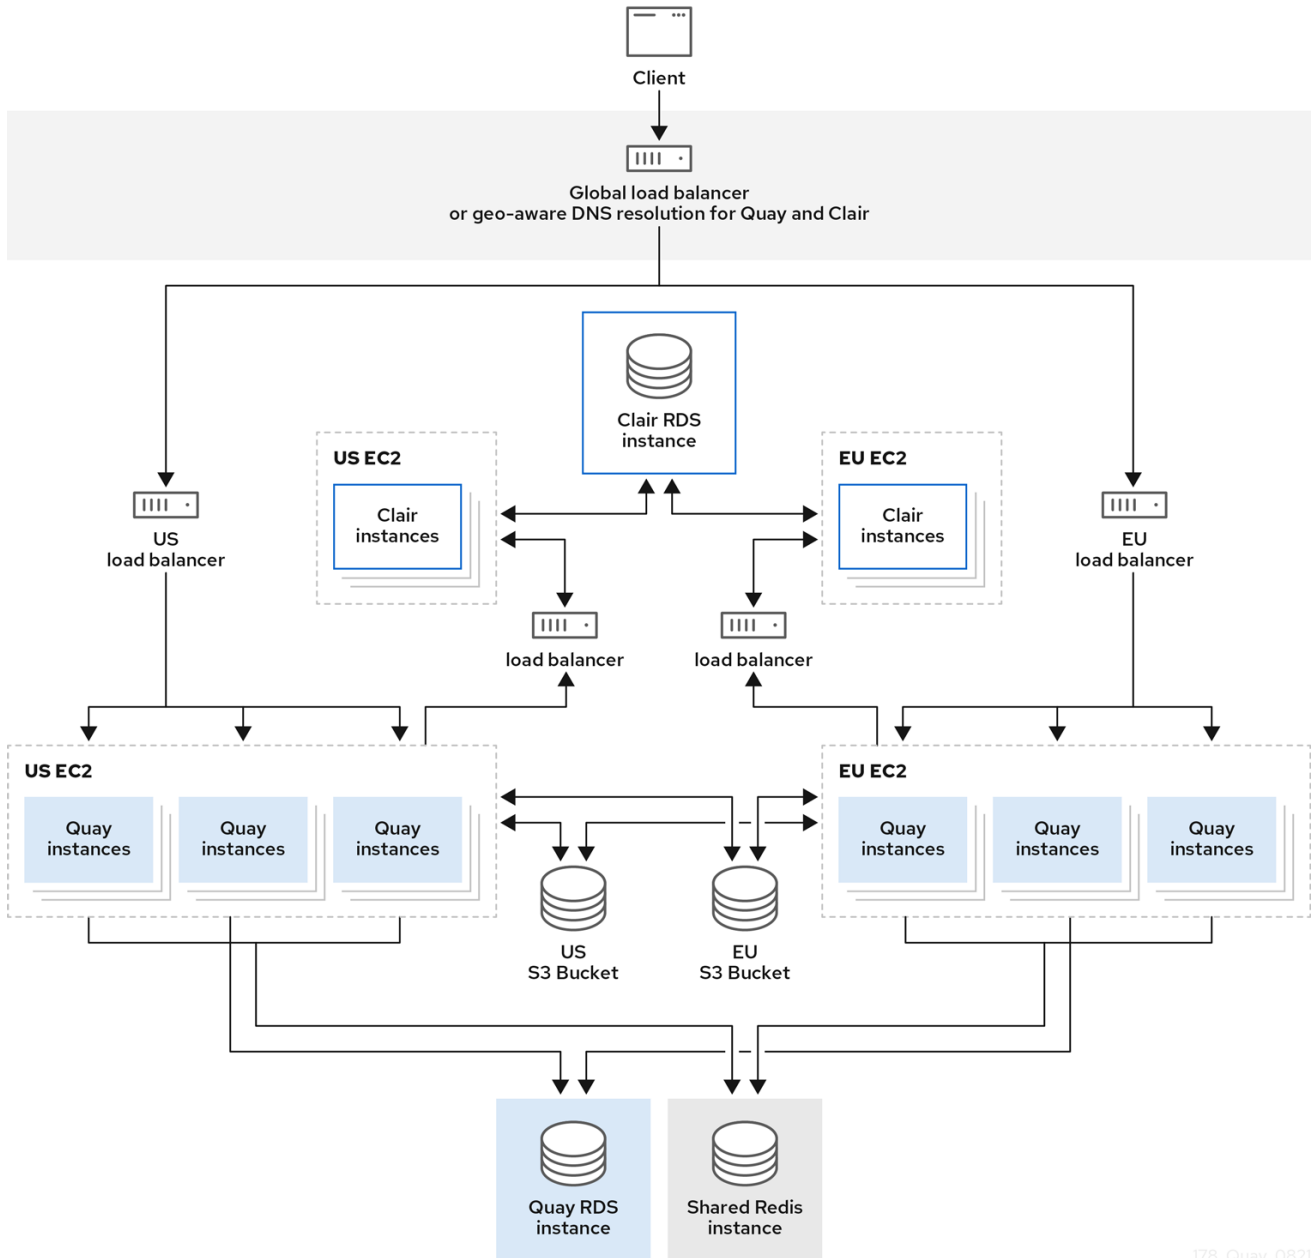 Client
Global load balancer
or geo-aware DNS resolution for Quay and Clair
Clair RDS
instance
US EC2
Clair
instances
EU EC2
Clair
instances
US
load balancer
EU
load balancer
load balancer
load balancer
US EC2
Quay
instances
Quay
instances
Quay
instances
EU EC2
Quay
instances
Quay
instances
Quay
instances
US
S3 Bucket
EU
S3 Bucket
Quay RDS
instance
Shared Redis
instance
178_Quay_0821